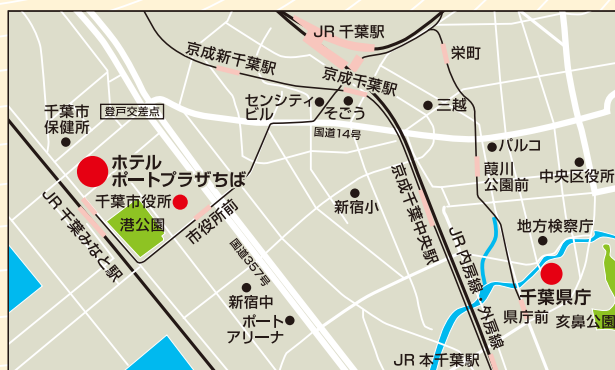 JR 千葉駅
栄町
京成新千葉駅
京成千葉駅
千葉市
保健所
登戸交差点
センシティ
ビル
そごう
三越
国道14号
パルコ
ホテル
ポートプラザちば
葭川
公園前
中央区役所
千葉市役所
新宿小
京成千葉中央駅
港公園
市役所前
地方検察庁
JR 千葉みなと駅
国道357号
JR 内房線・外房線
千葉県庁
新宿中
県庁前
ポート
アリーナ
亥鼻公園
JR 本千葉駅